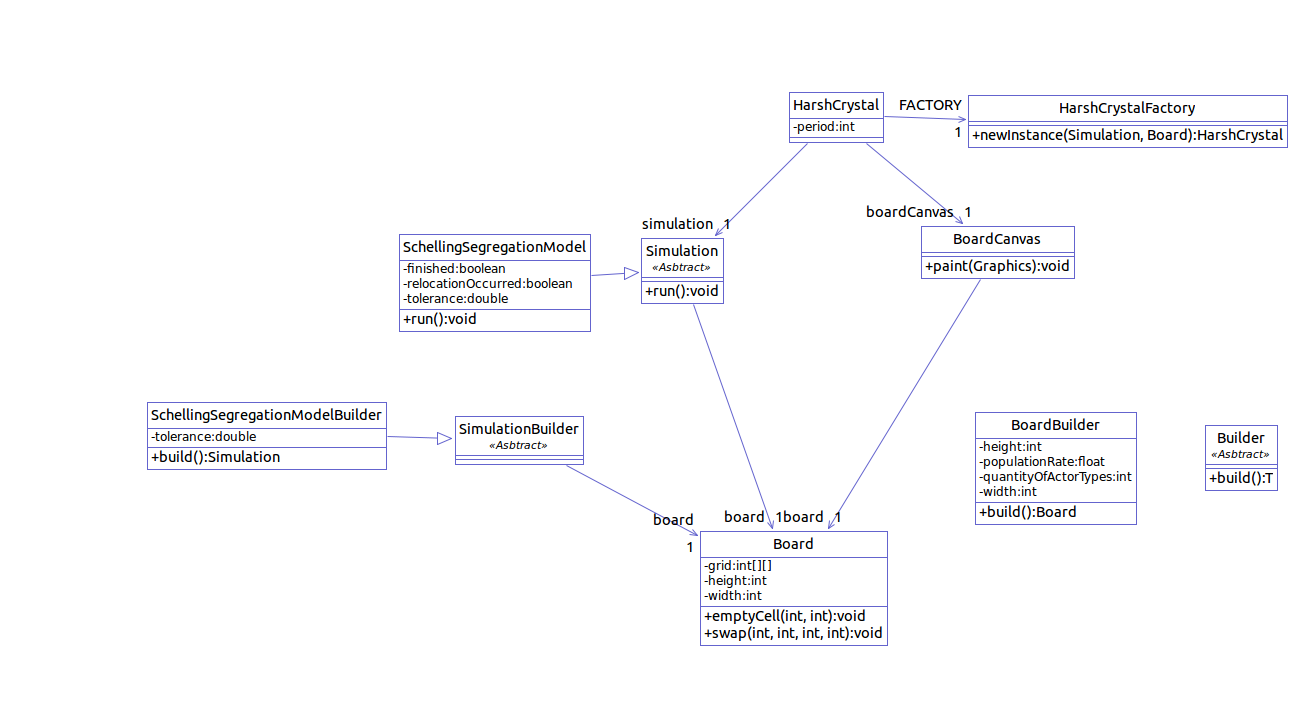 HarshCrystal
-period:int
FACTORY
1
HarshCrystalFactory
+newInstance(Simulation, Board):HarshCrystal
simulation 1
boardCanvas 1
SchellingSegregationModel
-finished:boolean
-relocationOccurred:boolean
-tolerance:double
+run():void
Simulation
«Asbtract»
+run():void
BoardCanvas
+paint(Graphics):void
SchellingSegregationModelBuilder
-tolerance:double
+build():Simulation
SimulationBuilder
«Asbtract»
BoardBuilder
-height:int
-populationRate:float
-quantityOfActorTypes:int
-width:int
+build():Board
Builder
«Asbtract»
+build():T
board
1
board 1
board 1
Board
-grid:int[][]
-height:int
-width:int
+emptyCell(int, int):void
+swap(int, int, int, int):void